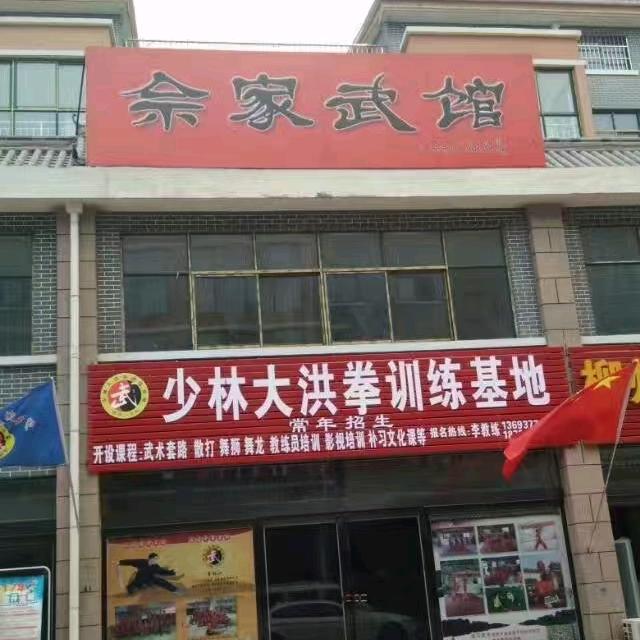 佘家武馆
武
少林大洪拳训练基地
常年招生
开设课程:武术套路 散打 舞狮 舞龙 教练员培训 影视培训 补习文化课等 报名热线:李教练